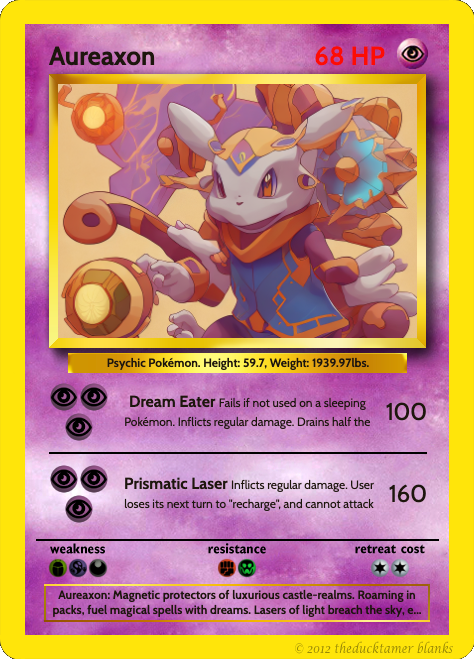 Aureaxon 68 HP
Psychic Pokémon. Height: 59.7, Weight: 1939.97lbs.
Dream Eater Fails if not used on a sleeping
Pokémon. Inflicts regular damage. Drains half the
100
Prismatic Laser Inflicts regular damage. User
loses its next turn to "recharge", and cannot attack
160
weakness resistance retreat cost
Aureaxon: Magnetic protectors of luxurious castle-realms. Roaming in
packs, fuel magical spells with dreams. Lasers of light breach the sky, e...
© 2012 theducktamer blanks